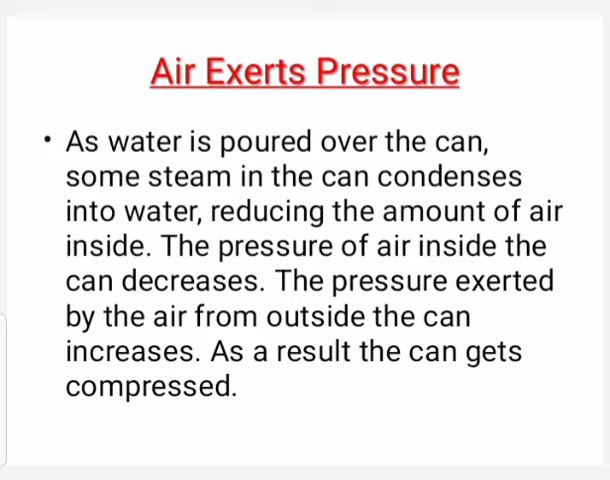 Air Exerts Pressure
• As water is poured over the can,
some steam in the can condenses
into water, reducing the amount of air
inside. The pressure of air inside the
can decreases. The pressure exerted
by the air from outside the can
increases. As a result the can gets
compressed.